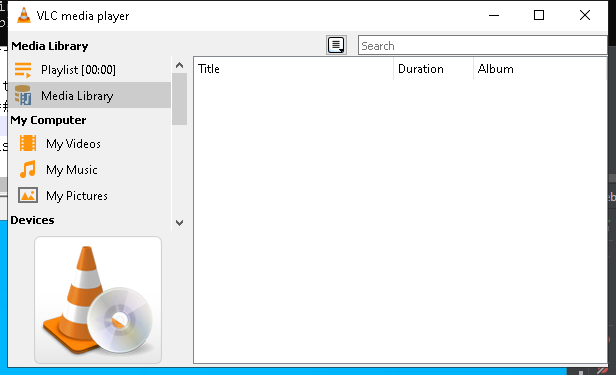 VLC media player
Media Library
Search
Playlist [00:00]
Media Library
My Computer
My Videos
My Music
My Pictures
Devices
Title Duration Album